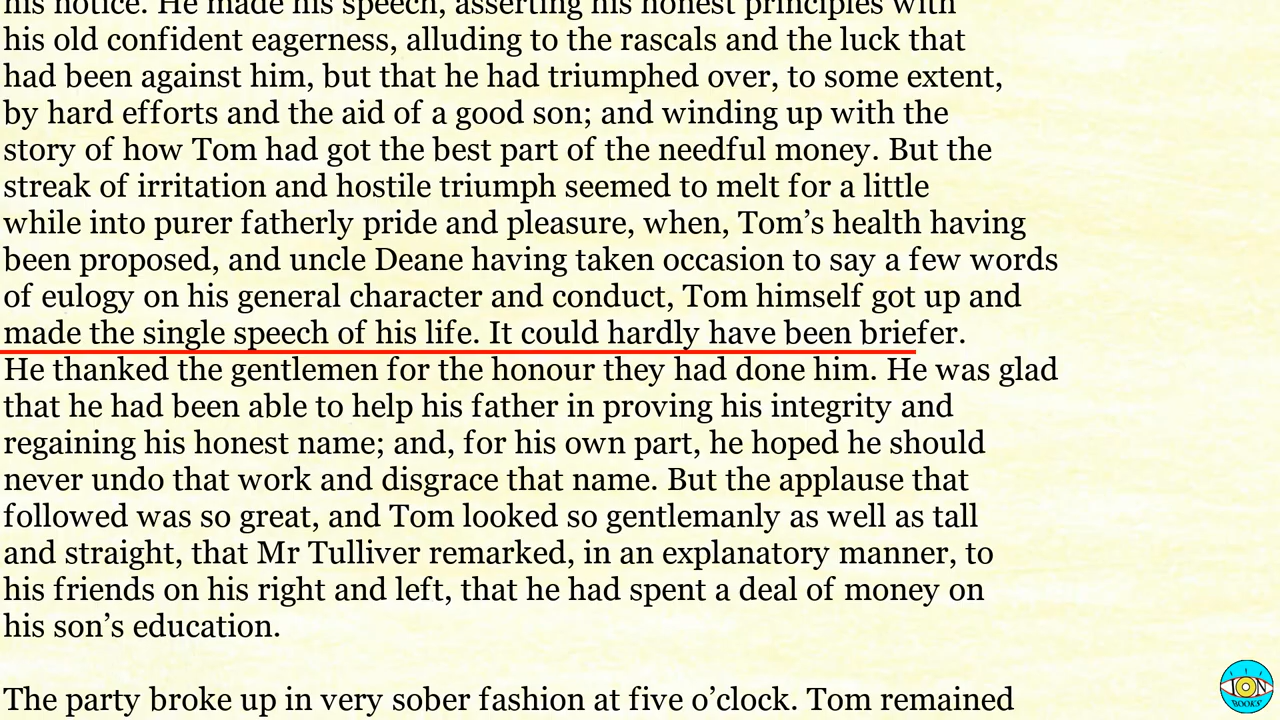 his notice. He made his speech, asserting his honest principles with
his old confident eagerness, alluding to the rascals and the luck that
had been against him, but that he had triumphed over, to some extent,
by hard efforts and the aid of a good son; and winding up with the
story of how Tom had got the best part of the needful money. But the
streak of irritation and hostile triumph seemed to melt for a little
while into purer fatherly pride and pleasure, when, Tom’s health having
been proposed, and uncle Deane having taken occasion to say a few words
of eulogy on his general character and conduct, Tom himself got up and
made the single speech of his life. It could hardly have been briefer.
He thanked the gentlemen for the honour they had done him. He was glad
that he had been able to help his father in proving his integrity and
regaining his honest name; and, for his own part, he hoped he should
never undo that work and disgrace that name. But the applause that
followed was so great, and Tom looked so gentlemanly as well as tall
and straight, that Mr Tulliver remarked, in an explanatory manner, to
his friends on his right and left, that he had spent a deal of money on
his son’s education.
The party broke up in very sober fashion at five o’clock. Tom remained
ION
BOOKS